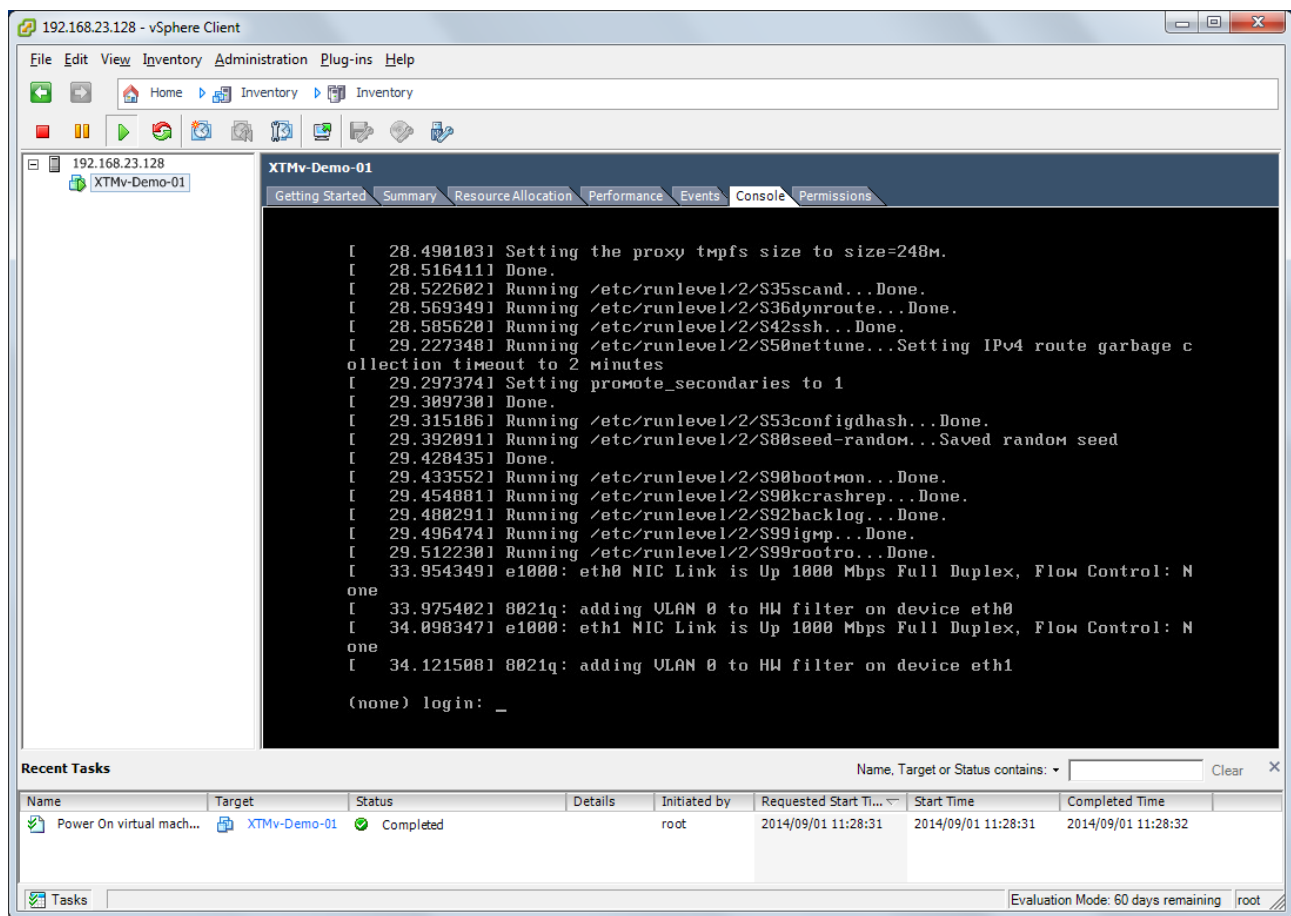 192.168.23.128 - vSphere Client
File Edit View Inventory Administration Plug-ins Help
Home Inventory Inventory
192.168.23.128
XTMv-Demo-01
XTMv-Demo-01
Getting Started Summary Resource Allocation Performance Events Console Permissions
[ 28.490103] Setting the proxy tmpfs size to size=248m.
[ 28.516411] Done.
[ 28.522602] Running /etc/runlevel/2/S35scand...Done.
[ 28.569349] Running /etc/runlevel/2/S36dynroute...Done.
[ 28.585620] Running /etc/runlevel/2/S42ssh...Done.
[ 29.227348] Running /etc/runlevel/2/S50nettune...Setting IPv4 route garbage c
ollection timeout to 2 minutes
[ 29.297374] Setting promote_secondaries to 1
[ 29.309730] Done.
[ 29.315186] Running /etc/runlevel/2/S53configdhash...Done.
[ 29.392091] Running /etc/runlevel/2/S80seed-random...Saved random seed
[ 29.428435] Done.
[ 29.433552] Running /etc/runlevel/2/S90bootmon...Done.
[ 29.454881] Running /etc/runlevel/2/S90kcrashrep...Done.
[ 29.480291] Running /etc/runlevel/2/S92backlog...Done.
[ 29.496474] Running /etc/runlevel/2/S99igmp...Done.
[ 29.512230] Running /etc/runlevel/2/S99rootro...Done.
[ 33.954349] e1000: eth0 NIC Link is Up 1000 Mbps Full Duplex, Flow Control: N
one
[ 33.975402] 8021q: adding VLAN 0 to HW filter on device eth0
[ 34.098347] e1000: eth1 NIC Link is Up 1000 Mbps Full Duplex, Flow Control: N
one
[ 34.121508] 8021q: adding VLAN 0 to HW filter on device eth1
(none) login: _
Recent Tasks Name, Target or Status contains: Clear
Name Target Status Details Initiated by Requested Start Ti... Start Time Completed Time
Power On virtual mach... XTMv-Demo-01 Completed root 2014/09/01 11:28:31 2014/09/01 11:28:31 2014/09/01 11:28:32
Tasks Evaluation Mode: 60 days remaining root